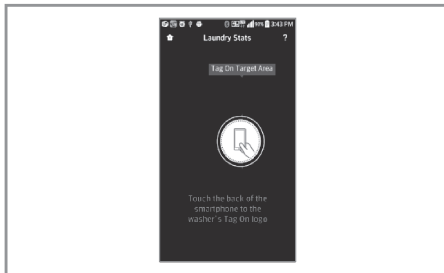 90% 3:43 PM
Laundry Stats ?
Tag On Target Area
Touch the back of the
smartphone to the
washer's Tag On logo